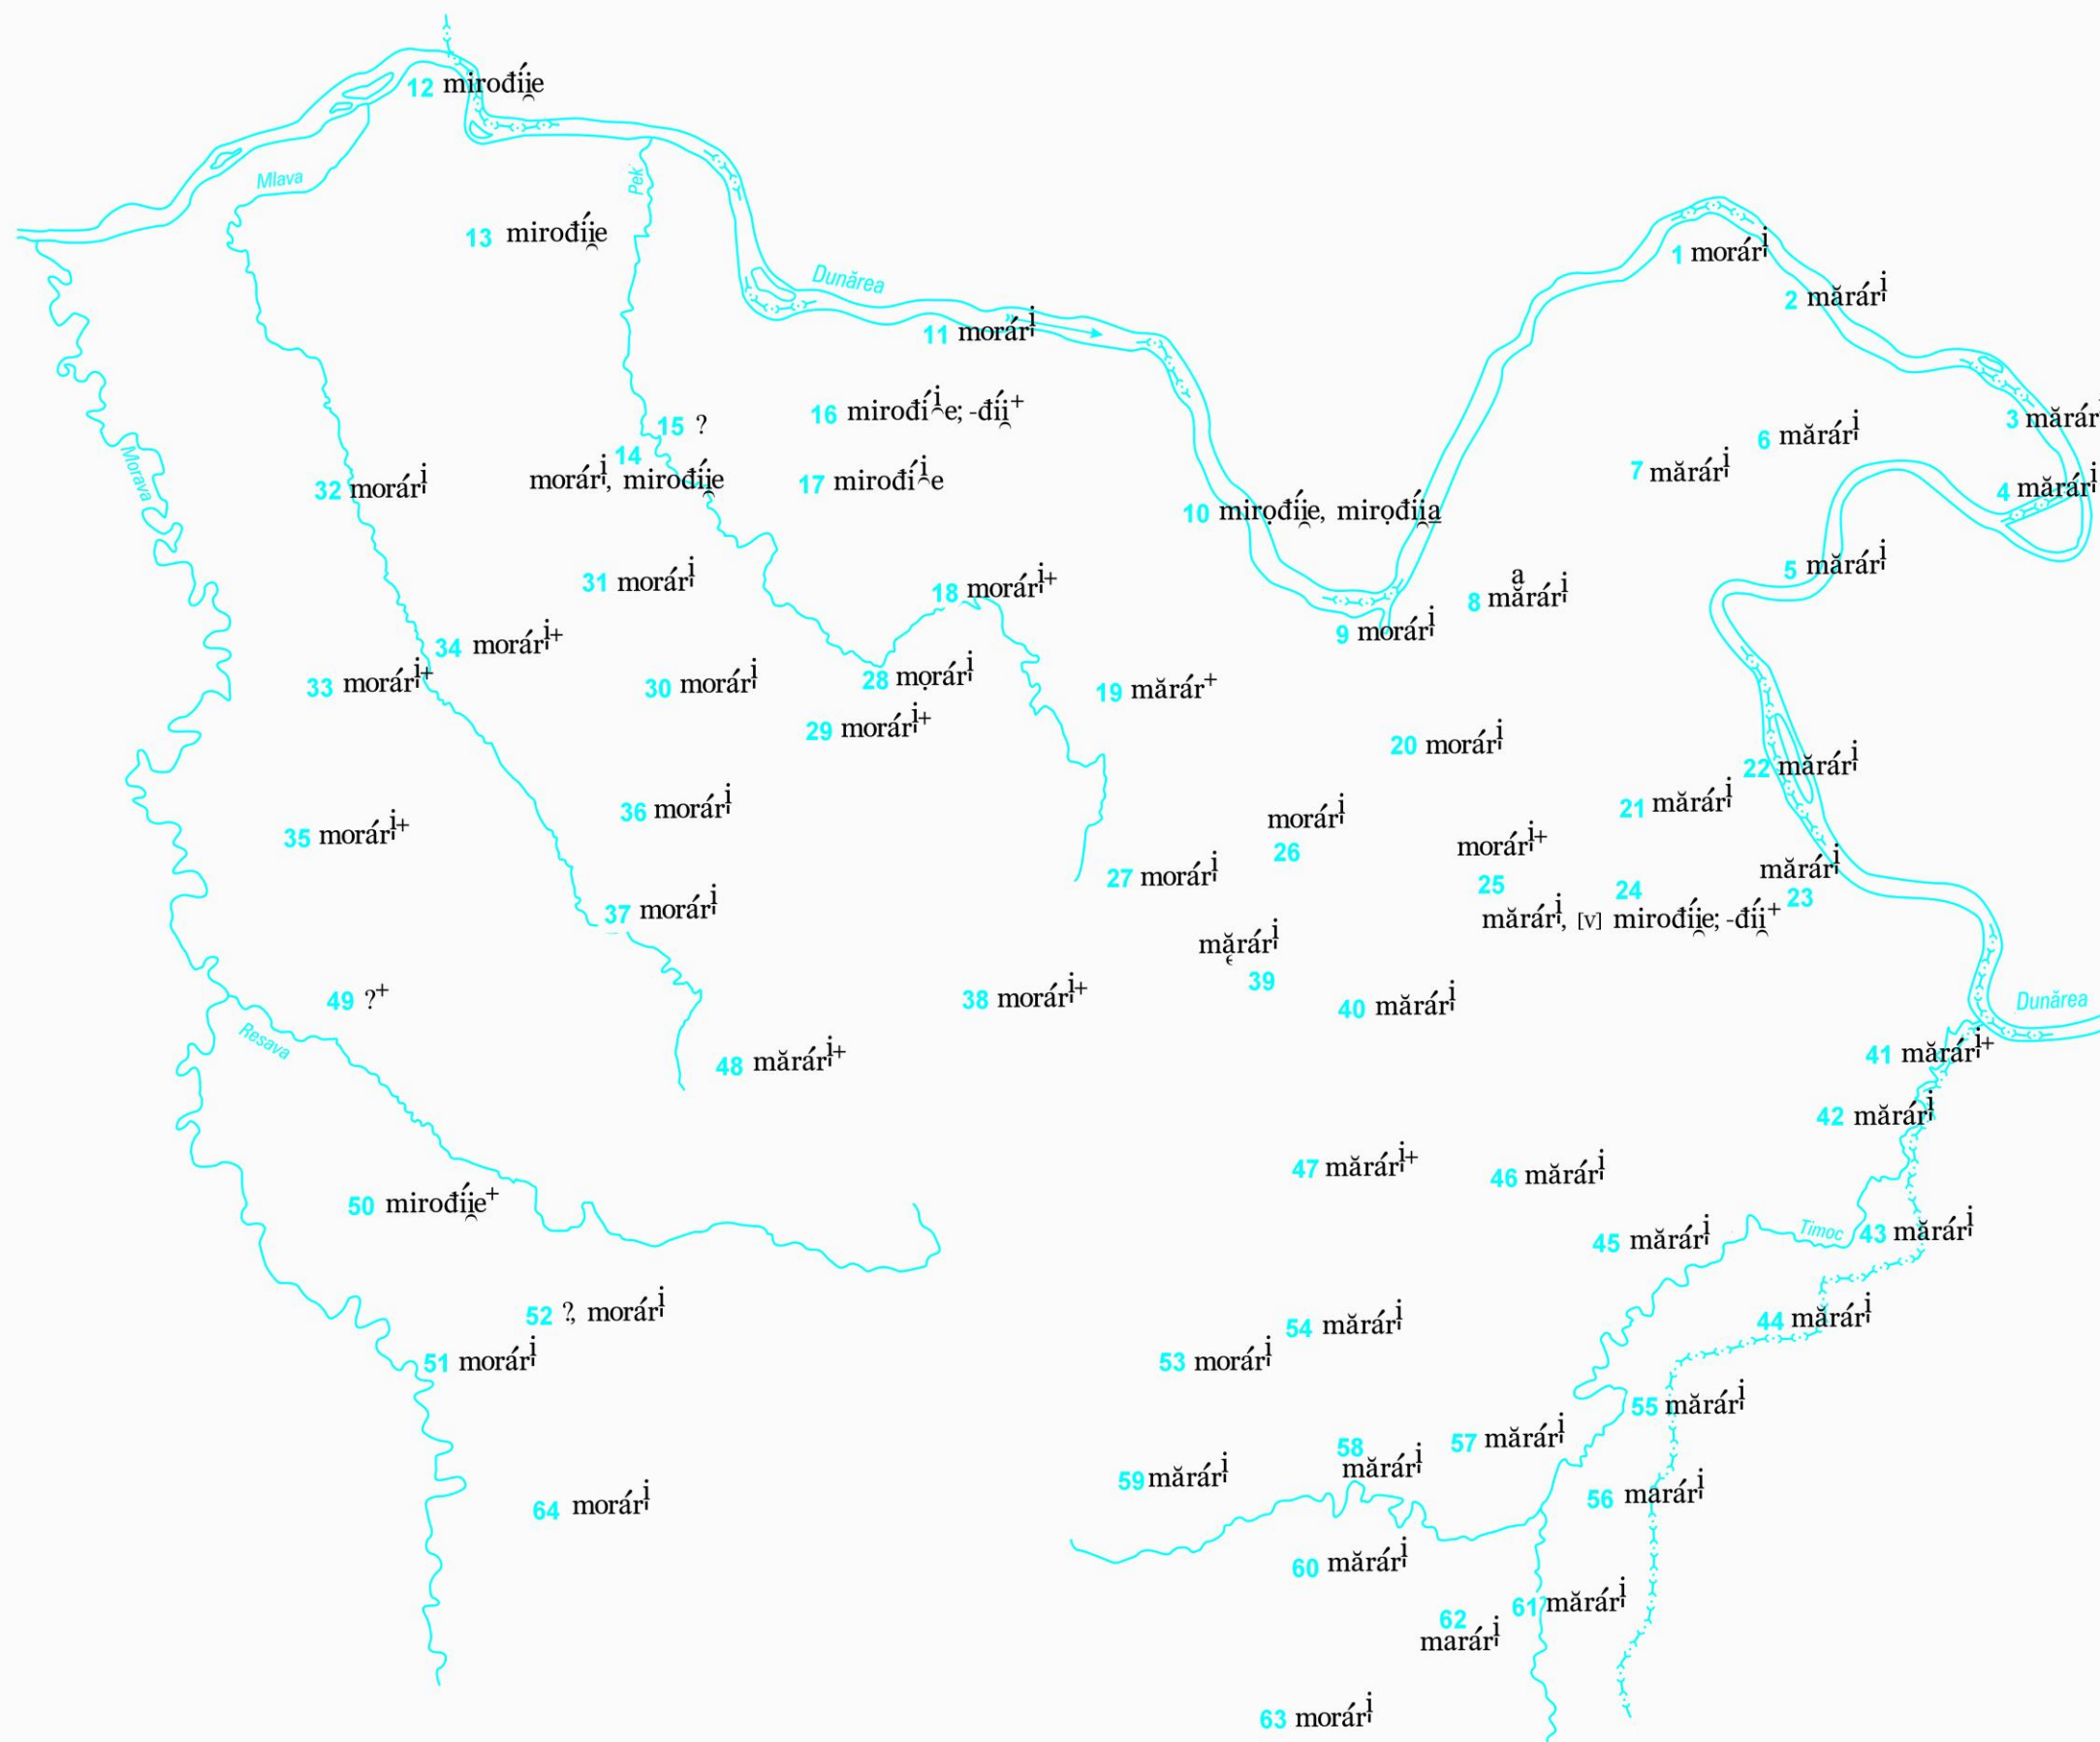 12 mirođíi̯e
Mlava
Pek
13 mirođíi̯e
Dunărea
1 morárⁱ
2 mărárⁱ
11 morárⁱ
16 mirođíⁱ̯e; -đíi̯⁺
15 ?
3 mărárⁱ
6 mărárⁱ
14
7 mărárⁱ
Morava
32 morárⁱ
morárⁱ, mirođíi̯e
17 mirođíⁱ̯e
4 mărárⁱ
10 mirọđíi̯e, mirọđíi̯a̱
5 mărárⁱ
31 morárⁱ
18 morárⁱ⁺
a
8 mărárⁱ
9 morárⁱ
34 morárⁱ⁺
33 morárⁱ⁺
30 morárⁱ
28 mọrárⁱ
19 mărár⁺
29 morárⁱ⁺
20 morárⁱ
22 mărárⁱ
36 morárⁱ
21 mărárⁱ
35 morárⁱ⁺
morárⁱ
26
morárⁱ⁺
27 morárⁱ
mărárⁱ
25
24
23
37 morárⁱ
mărárⁱ, [v] mirođíi̯e; -đíi̯⁺
mărárⁱ
39
49 ?⁺
38 morárⁱ⁺
40 mărárⁱ
Dunărea
Resava
48 mărárⁱ⁺
41 mărárⁱ⁺
42 mărárⁱ
47 mărárⁱ⁺
46 mărárⁱ
50 mirođíi̯e⁺
45 mărárⁱ
Timoc
43 mărárⁱ
52 ?, morárⁱ
54 mărárⁱ
44 mărárⁱ
51 morárⁱ
53 morárⁱ
55 mărárⁱ
57 mărárⁱ
58
mărárⁱ
59 mărárⁱ
64 morárⁱ
56 marárⁱ
60 mărárⁱ
61 mărárⁱ
62
marárⁱ
63 morárⁱ